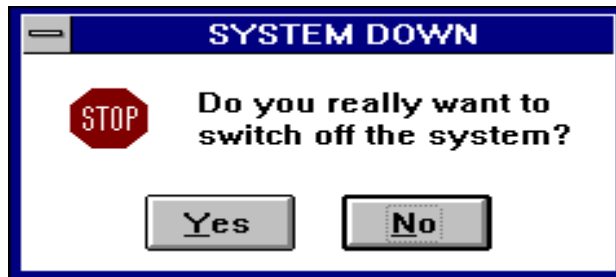 SYSTEM DOWN
STOP
Do you really want to
switch off the system?
Yes
No